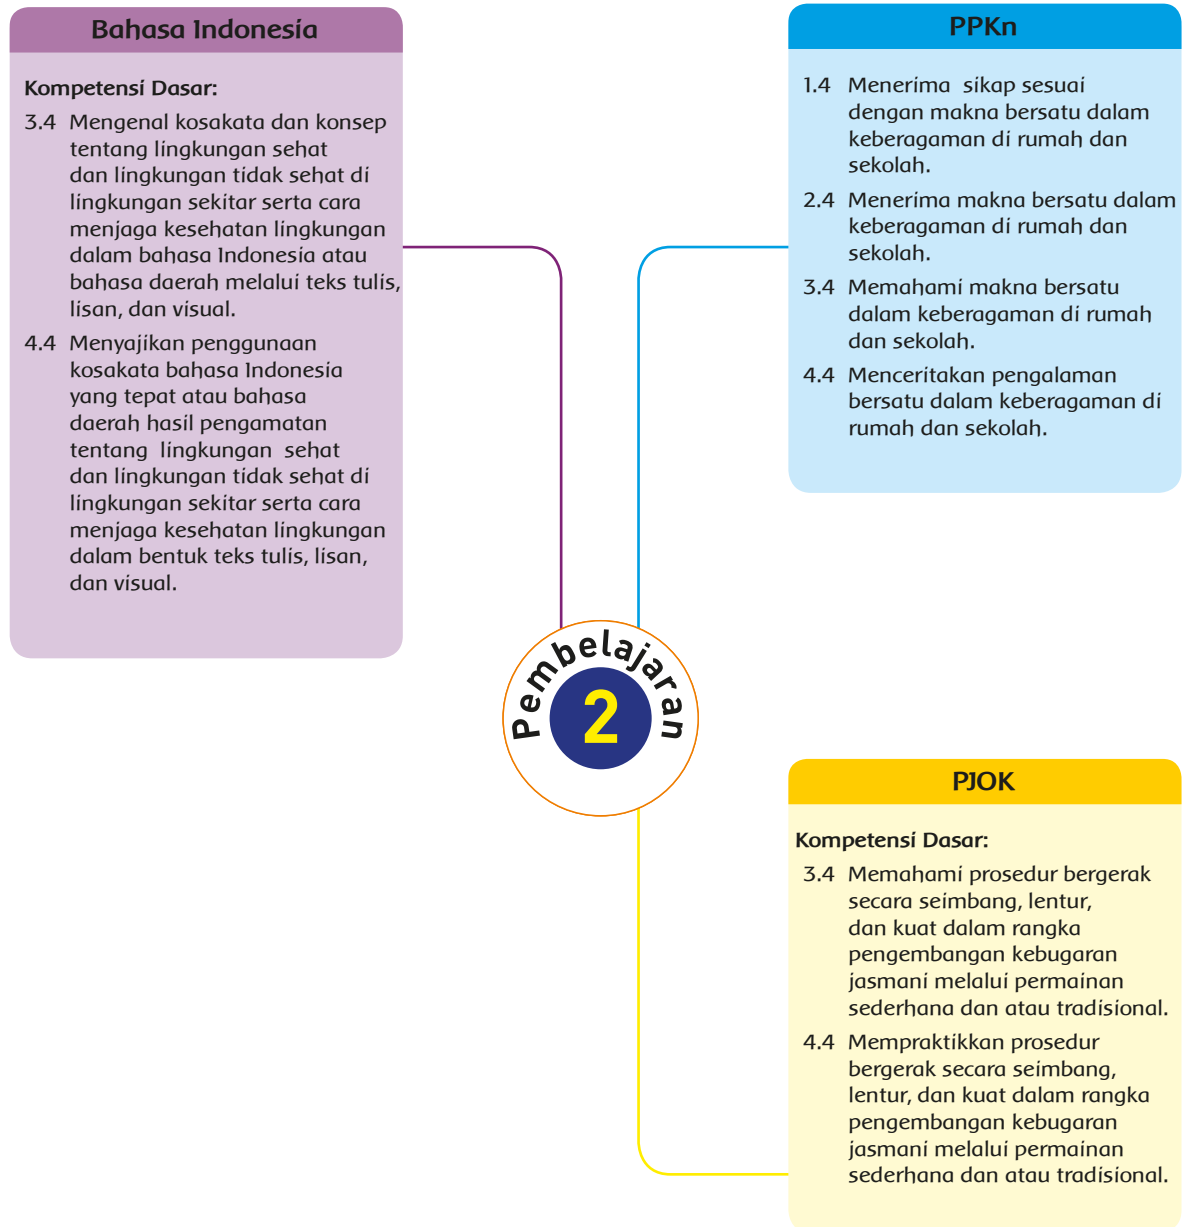 Bahasa Indonesia
Kompetensi Dasar:
3.4 Mengenal kosakata dan konsep
tentang lingkungan sehat
dan lingkungan tidak sehat di
lingkungan sekitar serta cara
menjaga kesehatan lingkungan
dalam bahasa Indonesia atau
bahasa daerah melalui teks tulis,
lisan, dan visual.
4.4 Menyajikan penggunaan
kosakata bahasa Indonesia
yang tepat atau bahasa
daerah hasil pengamatan
tentang lingkungan sehat
dan lingkungan tidak sehat di
lingkungan sekitar serta cara
menjaga kesehatan lingkungan
dalam bentuk teks tulis, lisan,
dan visual.
PPKn
1.4 Menerima sikap sesuai
dengan makna bersatu dalam
keberagaman di rumah dan
sekolah.
2.4 Menerima makna bersatu dalam
keberagaman di rumah dan
sekolah.
3.4 Memahami makna bersatu
dalam keberagaman di rumah
dan sekolah.
4.4 Menceritakan pengalaman
bersatu dalam keberagaman di
rumah dan sekolah.
Pembelajaran
2
PJOK
Kompetensi Dasar:
3.4 Memahami prosedur bergerak
secara seimbang, lentur,
dan kuat dalam rangka
pengembangan kebugaran
jasmani melalui permainan
sederhana dan atau tradisional.
4.4 Mempraktikkan prosedur
bergerak secara seimbang,
lentur, dan kuat dalam rangka
pengembangan kebugaran
jasmani melalui permainan
sederhana dan atau tradisional.